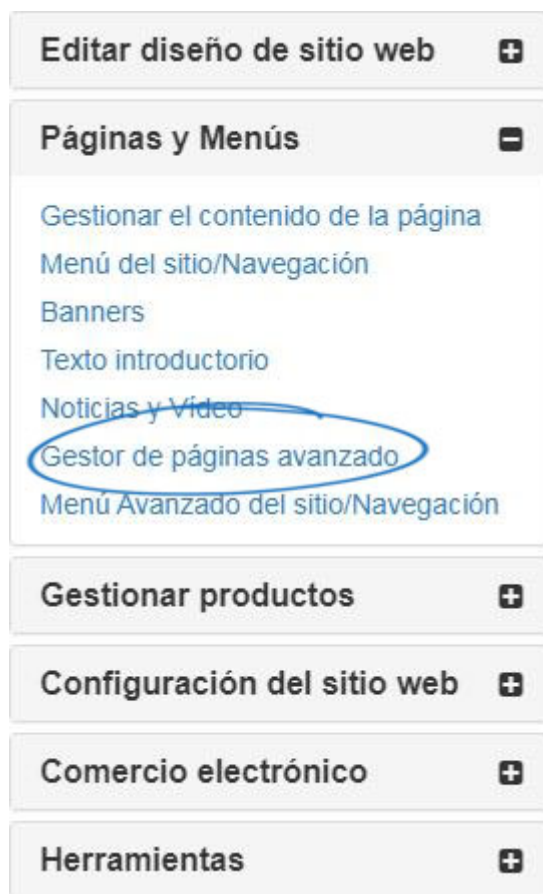 Editar diseño de sitio web
Páginas y Menús
Gestionar el contenido de la página
Menú del sitio/Navegación
Banners
Texto introductorio
Noticias y Vídeo
Gestor de páginas avanzado
Menú Avanzado del sitio/Navegación
Gestionar productos
Configuración del sitio web
Comercio electrónico
Herramientas